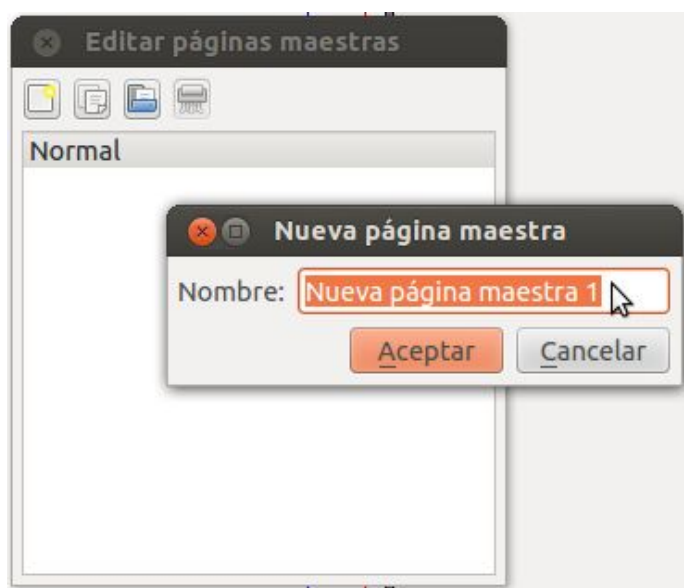 Editar páginas maestras
Normal
Nueva página maestra
Nombre: Nueva página maestra 1
Aceptar Cancelar